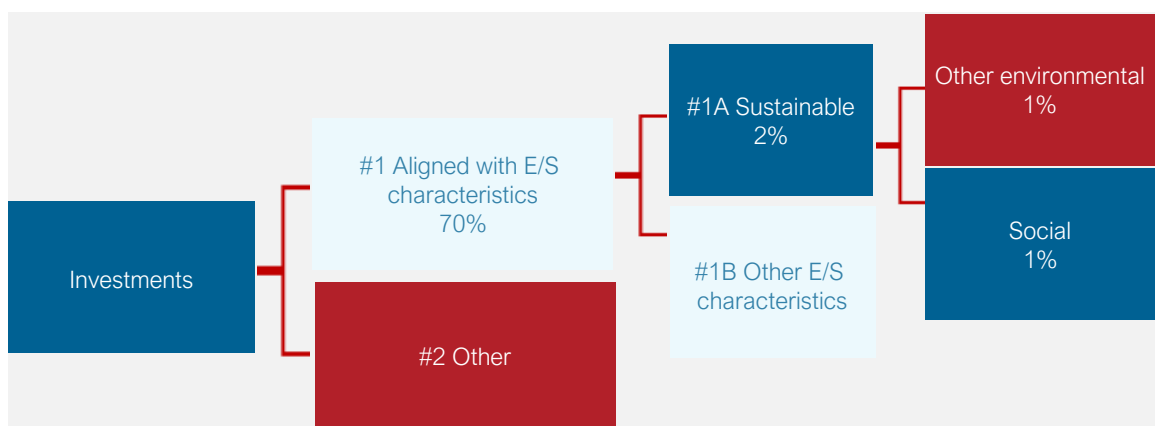 Investments
#1 Aligned with E/S
characteristics
70%
#2 Other
#1A Sustainable
2%
#1B Other E/S
characteristics
Other environmental
1%
Social
1%